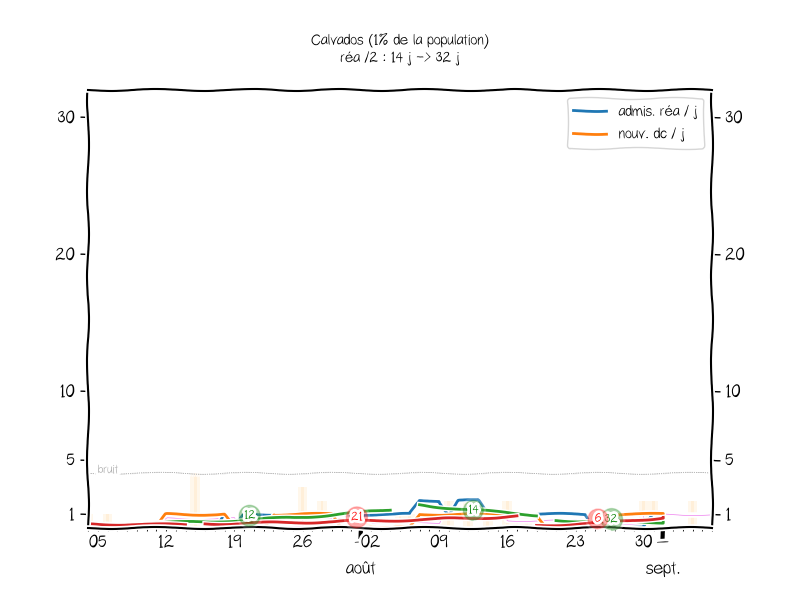 Calvados (1% de la population)
réa /2 : 14 j -> 32 j
admis. réa / j
nouv. dc / j
30 30
20 20
10 10
5 5
bruit
1 1
12 21 14 6 32
05 12 19 26 02 09 16 23 30
août sept.